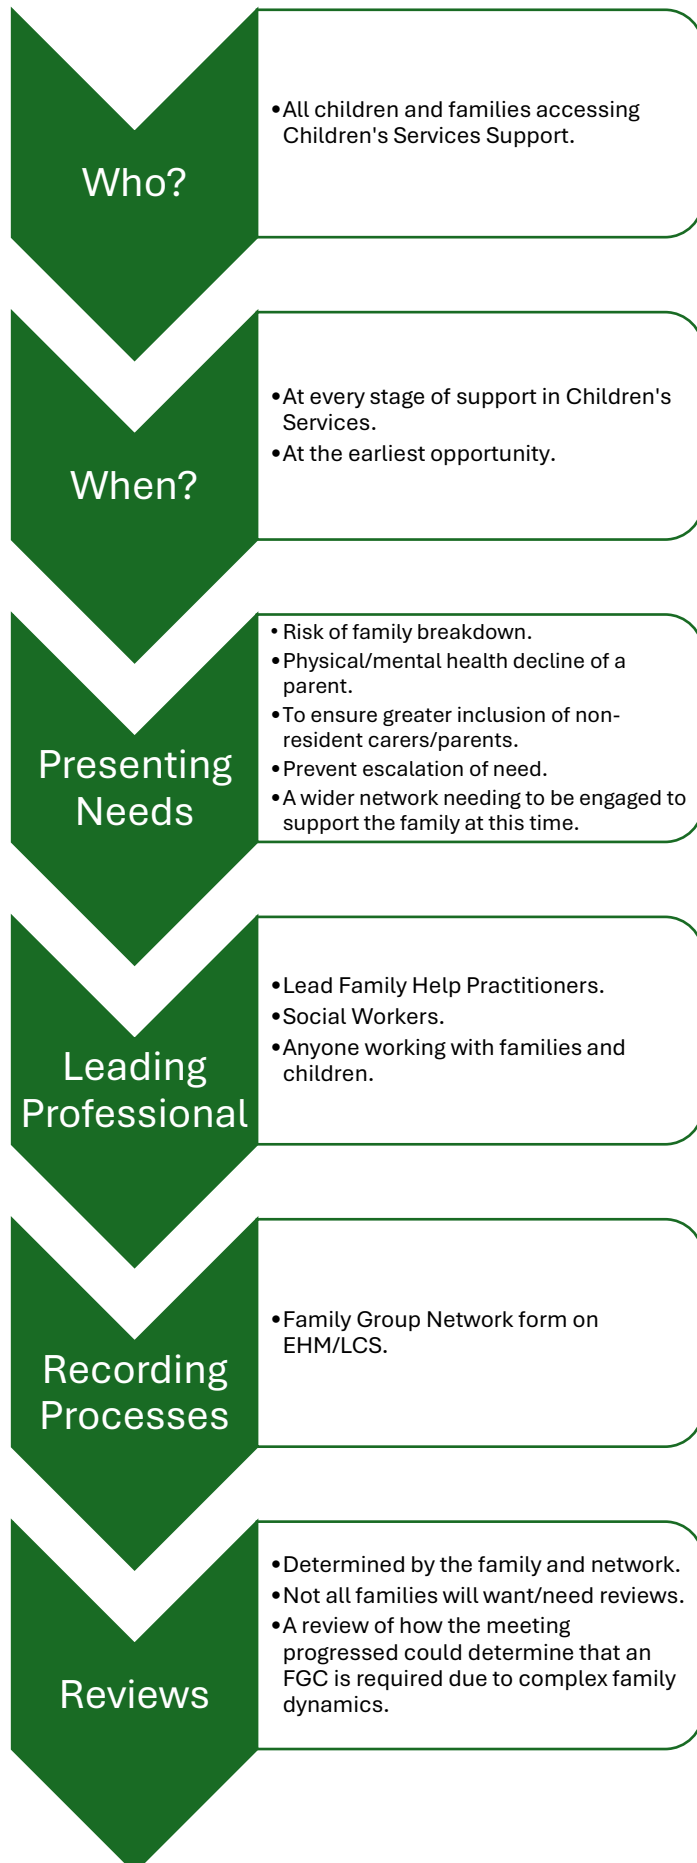 Who?
•All children and families accessing
Children's Services Support.
When?
•At every stage of support in Children's
Services.
•At the earliest opportunity.
Presenting
Needs
• Risk of family breakdown.
•Physical/mental health decline of a
parent.
•To ensure greater inclusion of non-
resident carers/parents.
•Prevent escalation of need.
•A wider network needing to be engaged to
support the family at this time.
Leading
Professional
•Lead Family Help Practitioners.
•Social Workers.
•Anyone working with families and
children.
Recording
Processes
•Family Group Network form on
EHM/LCS.
Reviews
•Determined by the family and network.
•Not all families will want/need reviews.
•A review of how the meeting
progressed could determine that an
FGC is required due to complex family
dynamics.